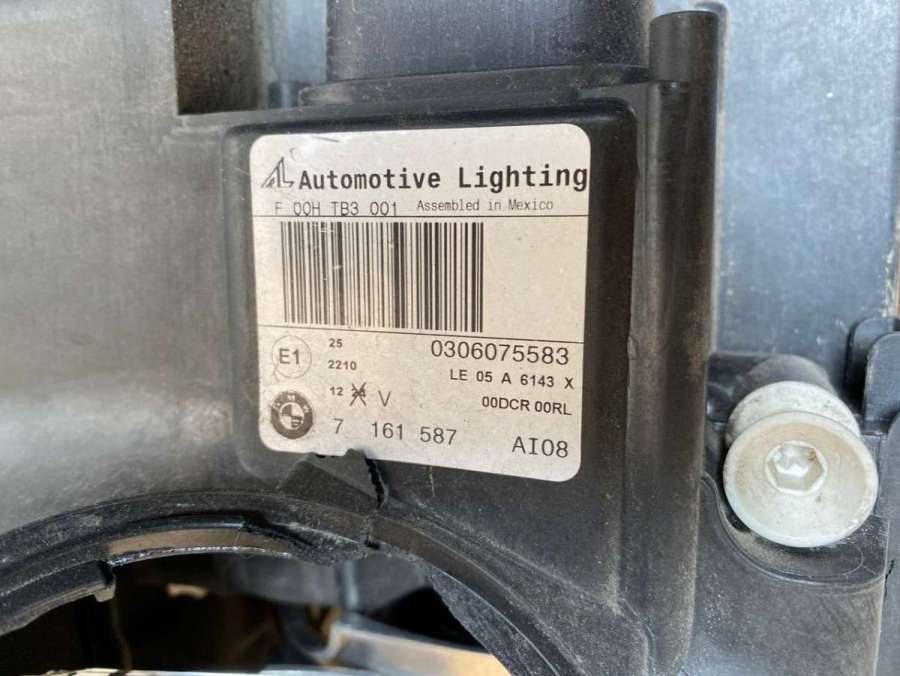 AL Automotive Lighting
F 00H TB3 001 Assembled in Mexico
E1
25
2210
0306075583
LE 05 A 6143 X
12 V
00DCR 00RL
7 161 587
AI08